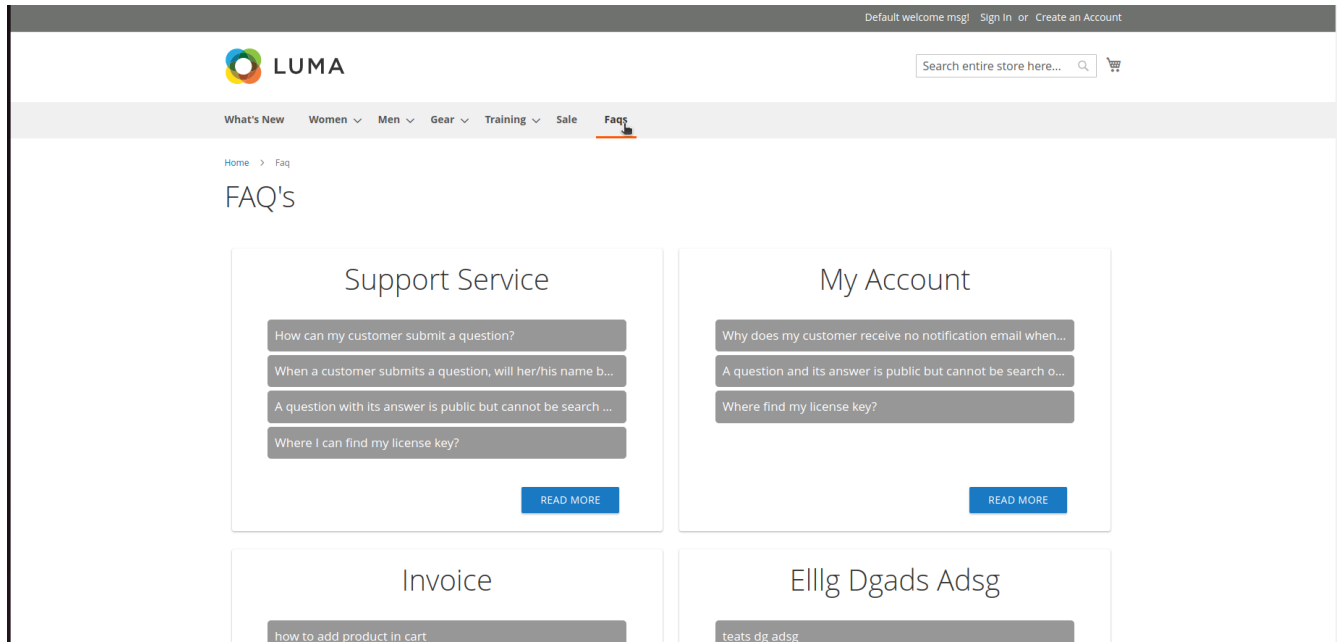 Default welcome msg! Sign In or Create an Account
LUMA
Search entire store here...
What's New Women Men Gear Training Sale Faqs
Home > Faq
FAQ's
Support Service
How can my customer submit a question?
When a customer submits a question, will her/his name b...
A question with its answer is public but cannot be search ...
Where I can find my license key?
READ MORE
My Account
Why does my customer receive no notification email when...
A question and its answer is public but cannot be search o...
Where find my license key?
READ MORE
Invoice
how to add product in cart
Elllg Dgads Adsg
teats dg adsg